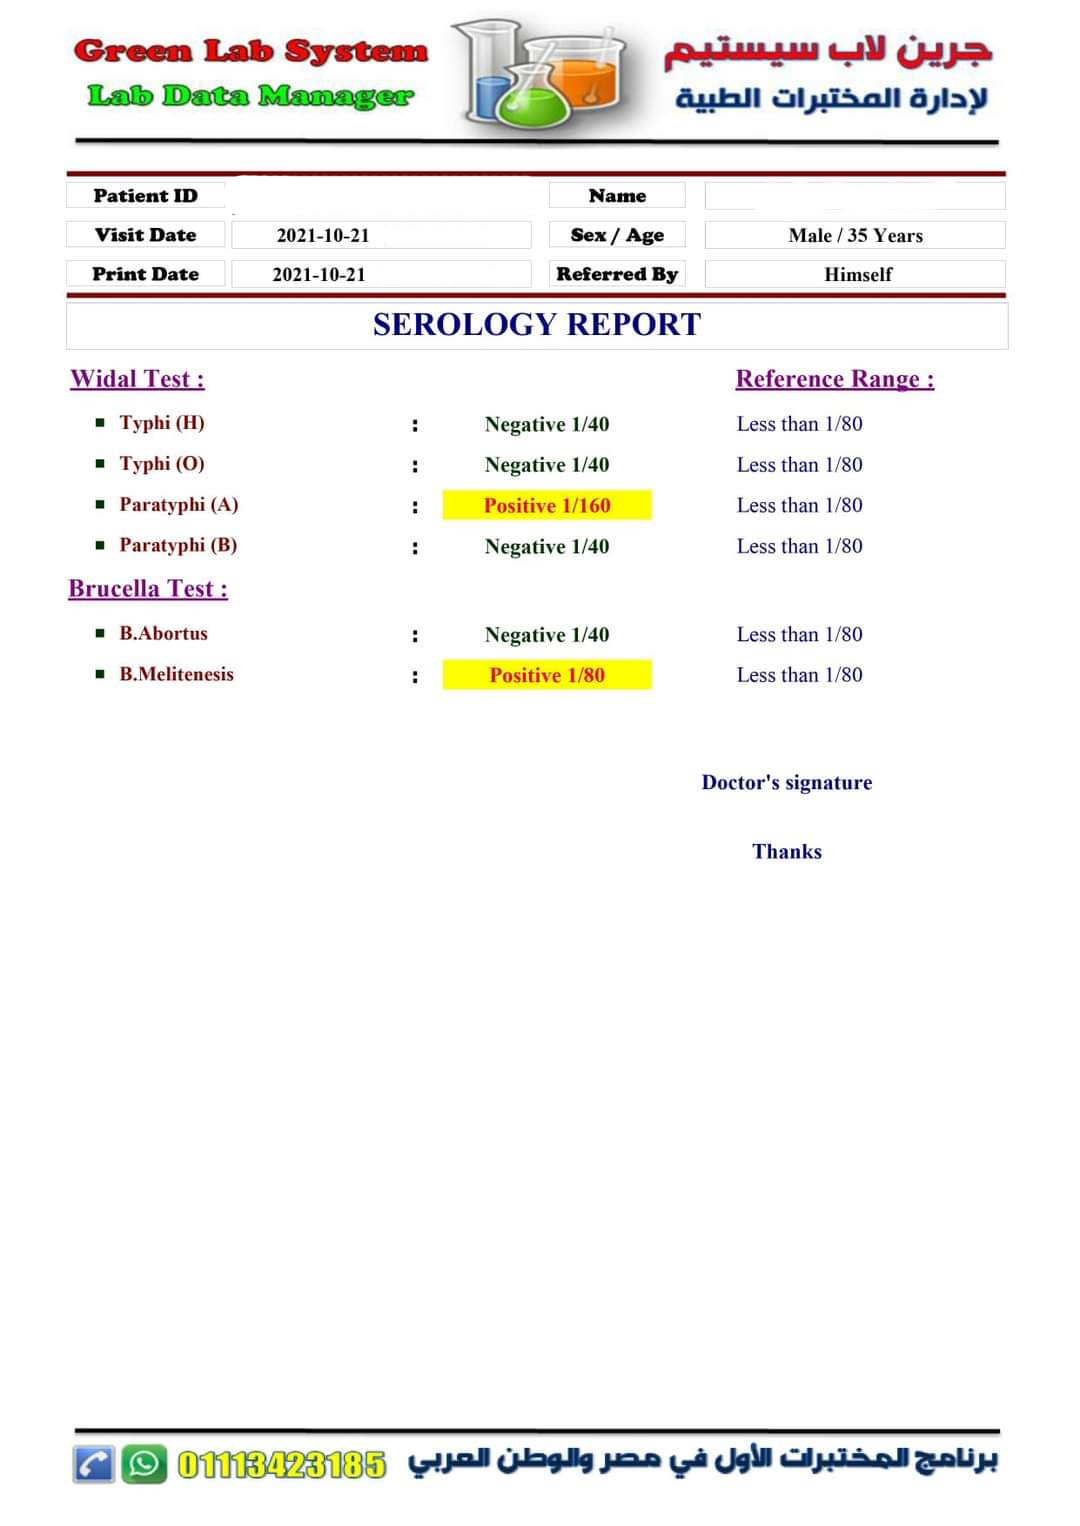 Green Lab System
Lab Data Manager
جرين لاب سيستيم
لإدارة المختبرات الطبية
Patient ID
Name
Visit Date 2021-10-21 Sex / Age Male / 35 Years
Print Date 2021-10-21 Referred By Himself
SEROLOGY REPORT
Widal Test : Reference Range :
Typhi (H) : Negative 1/40 Less than 1/80
Typhi (O) : Negative 1/40 Less than 1/80
Paratyphi (A) : Positive 1/160 Less than 1/80
Paratyphi (B) : Negative 1/40 Less than 1/80
Brucella Test :
B.Abortus : Negative 1/40 Less than 1/80
B.Melitenesis : Positive 1/80 Less than 1/80
Doctor's signature
Thanks
01113423185 برنامج المختبرات الأول في مصر والوطن العربي